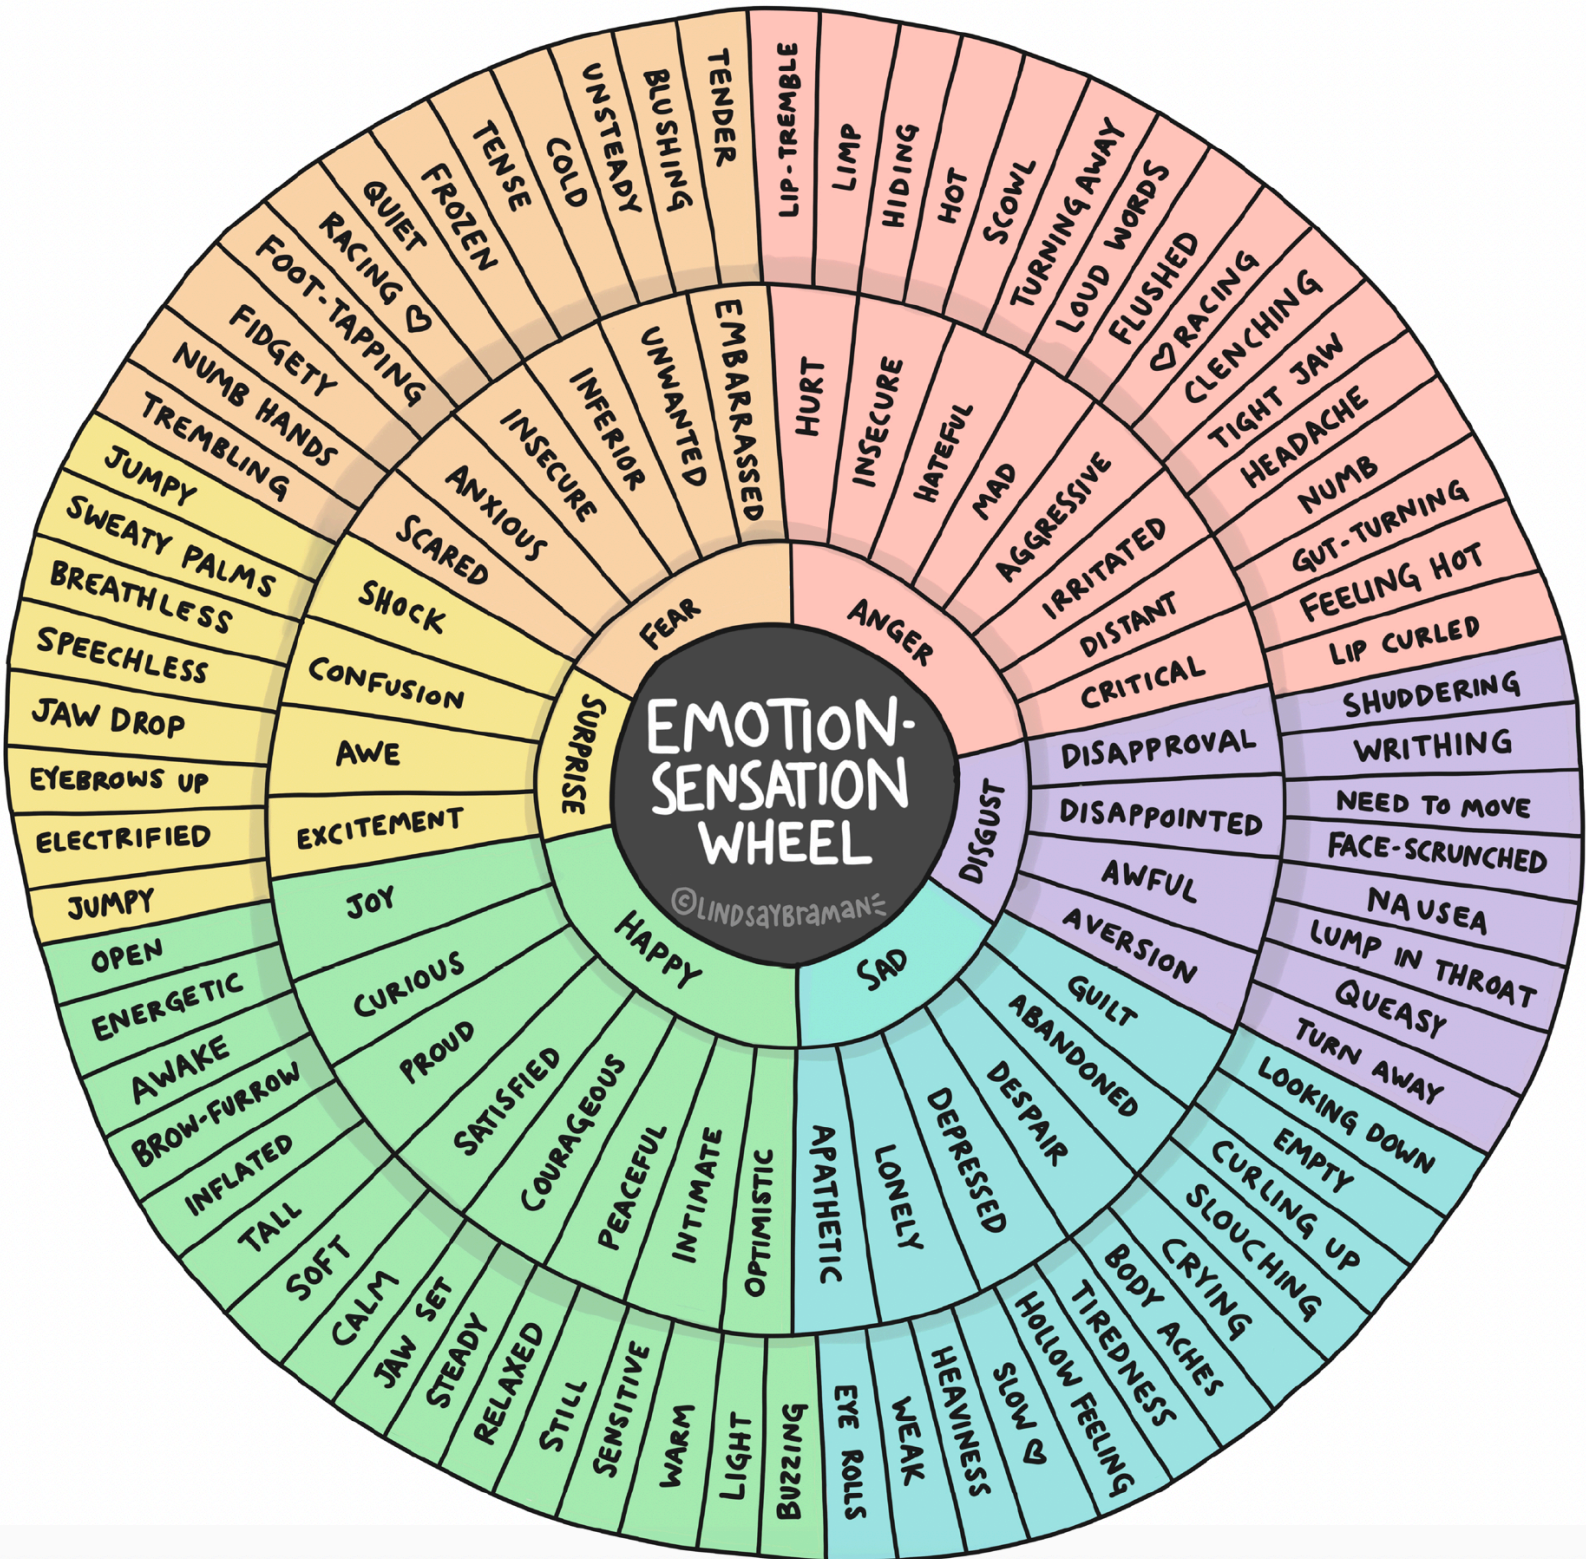 EMOTION-
SENSATION
WHEEL
©LINDSAYBRAMAN
ANGER
DISGUST
SAD
HAPPY
SURPRISE
FEAR
HURT
INSECURE
HATEFUL
MAD
AGGRESSIVE
IRRITATED
DISTANT
CRITICAL
DISAPPROVAL
DISAPPOINTED
AWFUL
AVERSION
GUILT
ABANDONED
DESPAIR
DEPRESSED
LONELY
APATHETIC
OPTIMISTIC
INTIMATE
PEACEFUL
COURAGEOUS
SATISFIED
PROUD
CURIOUS
JOY
EXCITEMENT
AWE
CONFUSION
SHOCK
SCARED
ANXIOUS
INSECURE
INFERIOR
UNWANTED
EMBARRASSED
LIP-TREMBLE
LIMP
HIDING
HOT
SCOWL
TURNING AWAY
LOUD WORDS
FLUSHED
♡ RACING
CLENCHING
TIGHT JAW
HEADACHE
NUMB
GUT-TURNING
FEELING HOT
LIP CURLED
SHUDDERING
WRITHING
NEED TO MOVE
FACE-SCRUNCHED
NAUSEA
LUMP IN THROAT
QUEASY
TURN AWAY
LOOKING DOWN
EMPTY
CURLING UP
SLOUCHING
CRYING
BODY ACHES
TIREDNESS
HOLLOW FEELING
SLOW ♡
HEAVINESS
WEAK
EYE ROLLS
BUZZING
LIGHT
WARM
SENSITIVE
STILL
RELAXED
STEADY
JAW SET
CALM
SOFT
TALL
INFLATED
BROW-FURROW
AWAKE
ENERGETIC
OPEN
JUMPY
ELECTRIFIED
EYEBROWS UP
JAW DROP
SPEECHLESS
BREATHLESS
SWEATY PALMS
JUMPY
TREMBLING
NUMB HANDS
FIDGETY
FOOT-TAPPING
RACING ♡
QUIET
FROZEN
TENSE
COLD
UNSTEADY
BLUSHING
TENDER